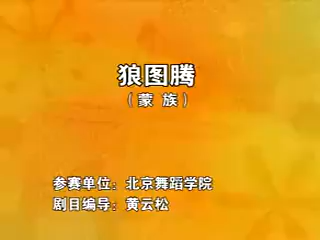 狼图腾
（蒙 族）
参赛单位：北京舞蹈学院
剧目编导：黄云松